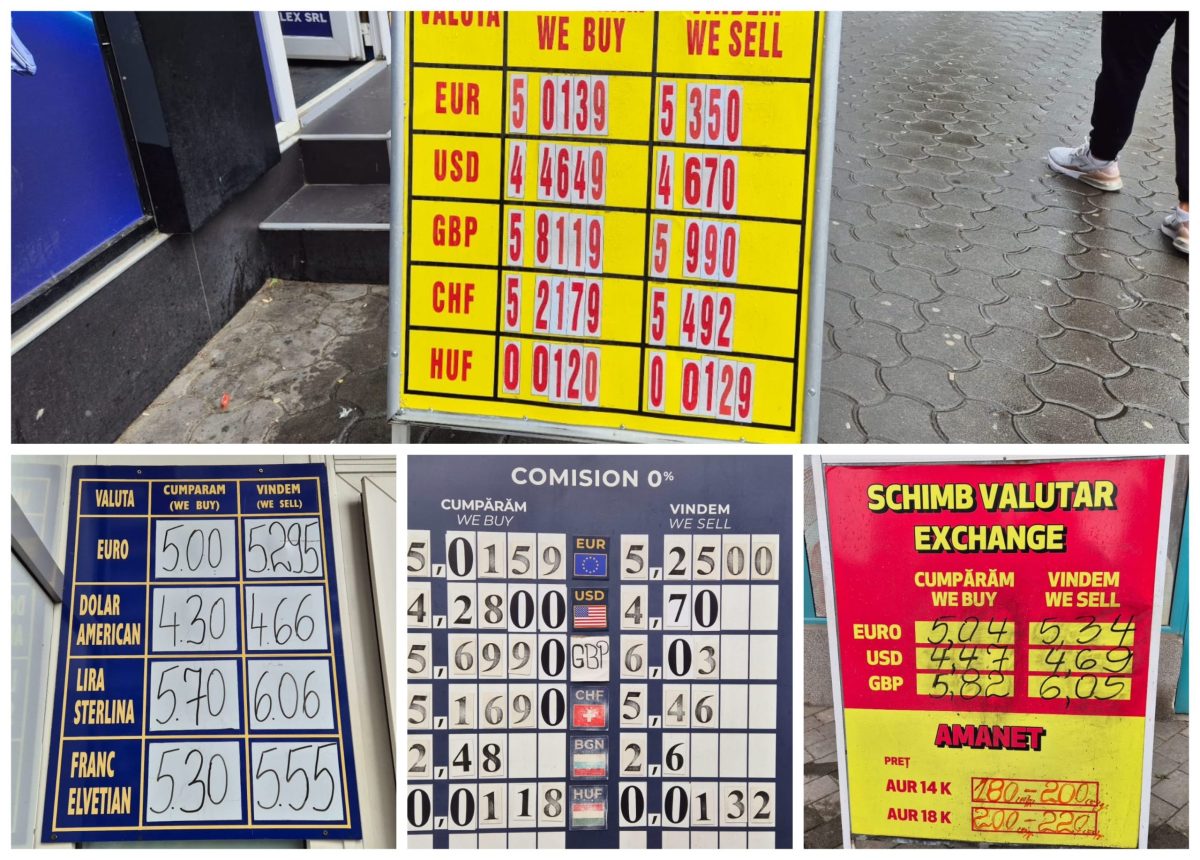 LEX SRL
VALUTA WE BUY VINDEM WE SELL
EUR 5 0139 5 350
USD 4 4649 4 670
GBP 5 8119 5 990
CHF 5 2179 5 492
HUF 0 0120 0 0129
VALUTA CUMPARAM (WE BUY) VINDEM (WE SELL)
EURO 5.00 5.295
DOLAR AMERICAN 4.30 4.66
LIRA STERLINA 5.70 6.06
FRANC ELVETIAN 5.30 5.555
COMISION 0%
CUMPĂRĂM VINDEM
WE BUY WE SELL
5,0159 EUR 5,2500
4,2800 USD 4,70
5,6990 GBP 6,03
5,1690 CHF 5,46
2,48 BGN 2,6
0,0118 HUF 0,0132
SCHIMB VALUTAR
EXCHANGE
CUMPĂRĂM VINDEM
WE BUY WE SELL
EURO 5,04 5,34
USD 4,47 4,69
GBP 5,82 6,05
AMANET
PREȚ
AUR 14 K 180 - 200
AUR 18 K 200 - 220